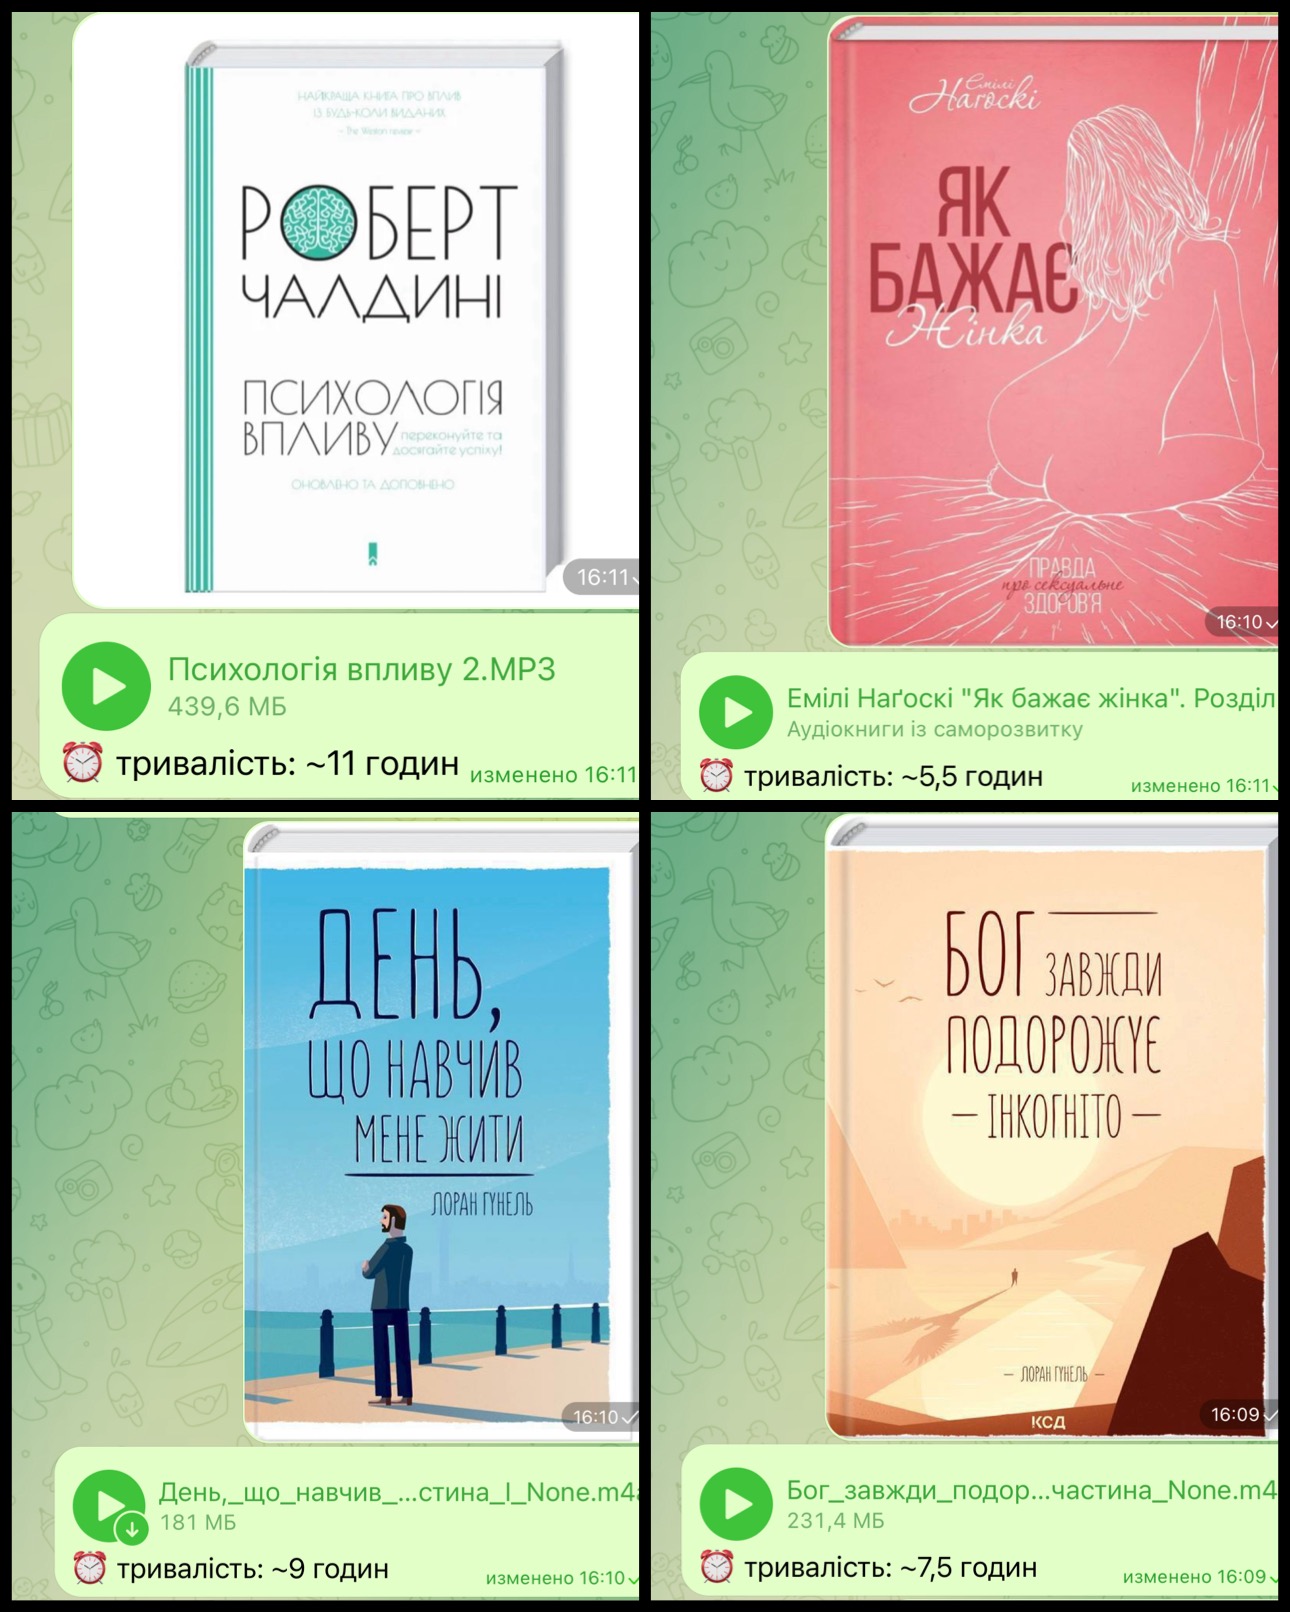 НАЙКРАЩА КНИГА ПРО ВПЛИВ
ІЗ БУДЬ-КОЛИ ВИДАНИХ
РОБЕРТ
ЧАЛДИНІ
ПСИХОЛОГІЯ
ВПЛИВУ
переконуйте та
досягайте успіху!
ОНОВЛЕНО ТА ДОПОВНЕНО
16:11
Психологія впливу 2.MP3
439,6 МБ
тривалість: ~11 годин
изменено 16:11
Емілі
Наґоскі
ЯК
БАЖАЄ
Жінка
ПРАВДА
про сексуальне
ЗДОРОВ'Я
16:10
Емілі Наґоскі "Як бажає жінка". Розділ
Аудіокниги із саморозвитку
тривалість: ~5,5 годин
изменено 16:11
ДЕНЬ,
ЩО НАВЧИВ
МЕНЕ ЖИТИ
ЛОРАН ГУНЕЛЬ
16:10
День,_що_навчив_...стина_I_None.m4a
181 МБ
тривалість: ~9 годин
изменено 16:10
БОГ ЗАВЖДИ
ПОДОРОЖУЄ
— ІНКОГНІТО —
— ЛОРАН ГУНЕЛЬ —
КСД
16:09
Бог_завжди_подор...частина_None.m4
231,4 МБ
тривалість: ~7,5 годин
изменено 16:09